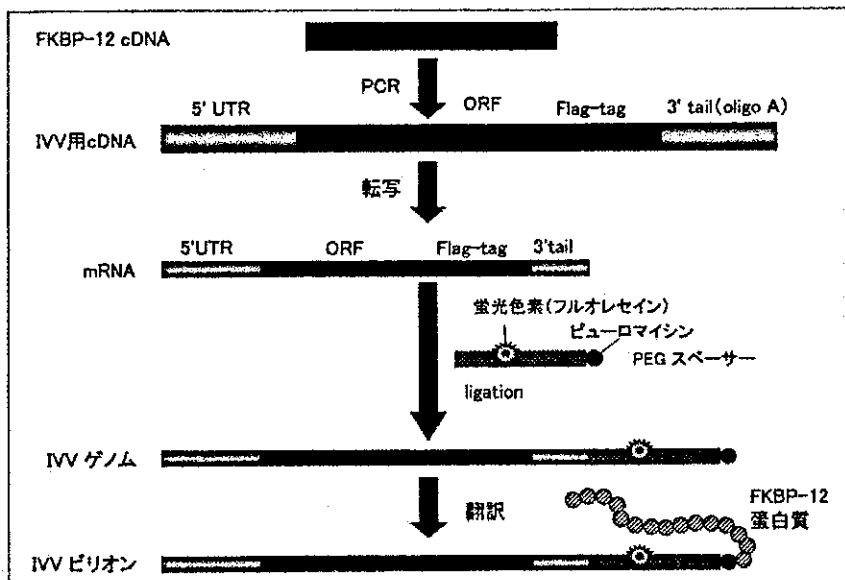 FKBP-12 cDNA
PCR
5' UTR
ORF
Flag-tag
3' tail(oligo A)
IVV用cDNA
転写
5'UTR
ORF
Flag-tag
3'tail
mRNA
蛍光色素(フルオレセイン)
ピューロマイシン
PEG スペーサー
ligation
IVV ゲノム
翻訳
FKBP-12
蛋白質
IVV ビリオン